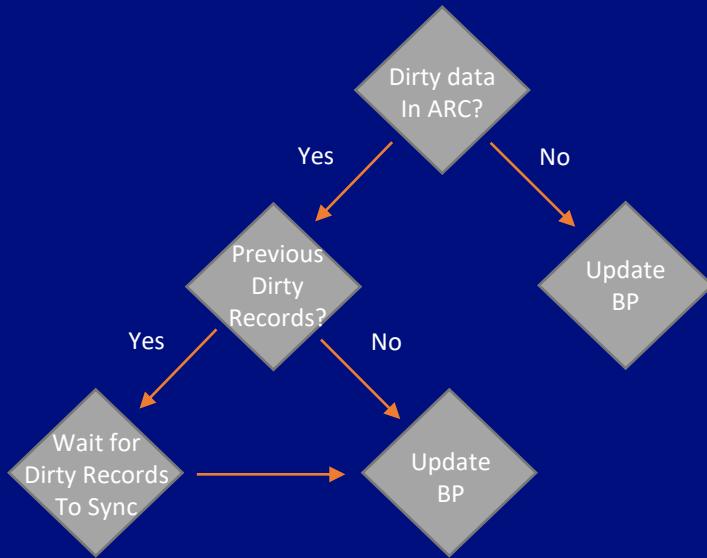 Dirty data
In ARC?
Yes
No
Previous
Dirty
Records?
Update
BP
Yes
No
Wait for
Dirty Records
To Sync
Update
BP